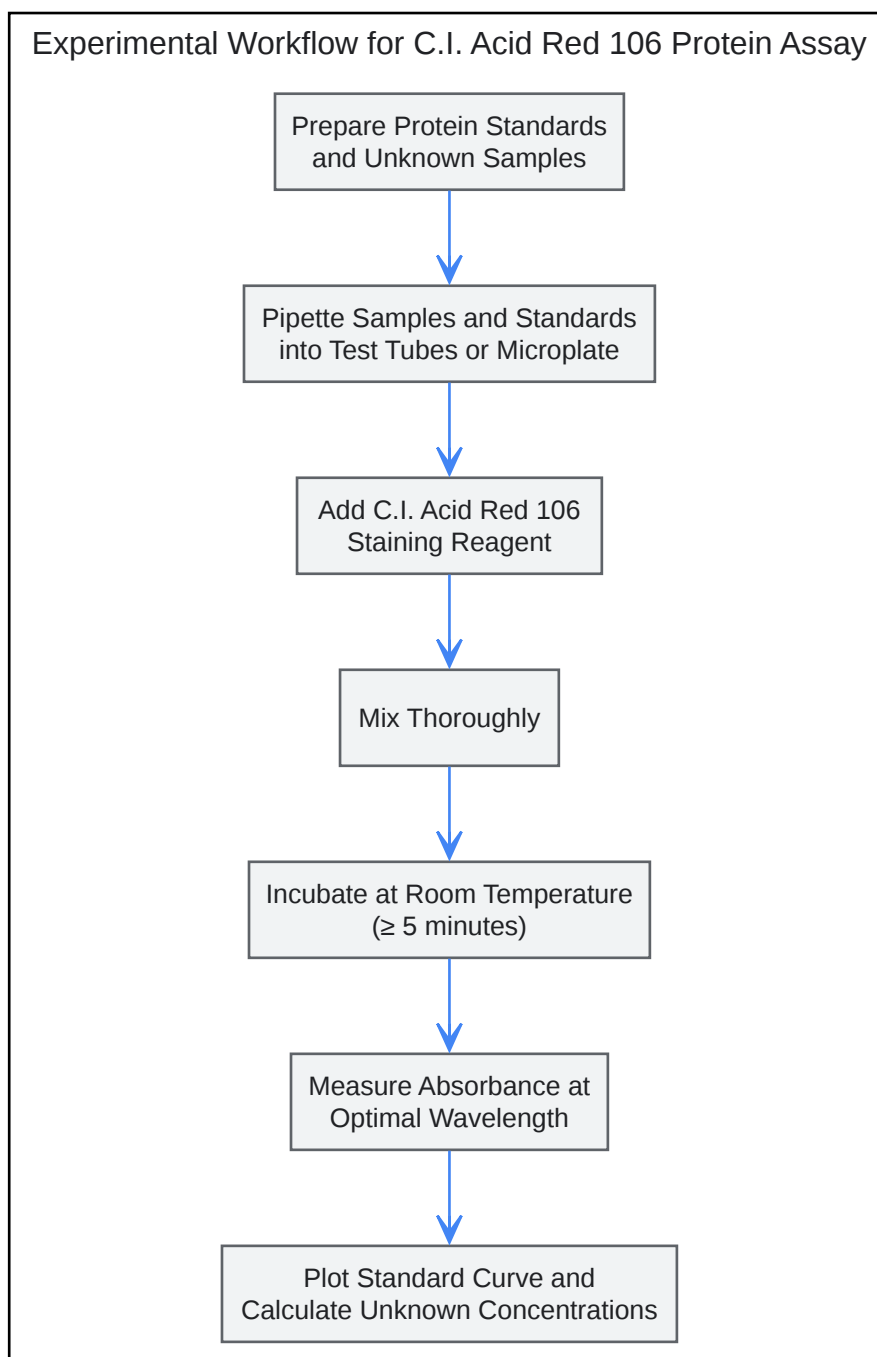 Experimental Workflow for C.I. Acid Red 106 Protein Assay
Prepare Protein Standards
and Unknown Samples
Pipette Samples and Standards
into Test Tubes or Microplate
Add C.I. Acid Red 106
Staining Reagent
Mix Thoroughly
Incubate at Room Temperature
(≥ 5 minutes)
Measure Absorbance at
Optimal Wavelength
Plot Standard Curve and
Calculate Unknown Concentrations